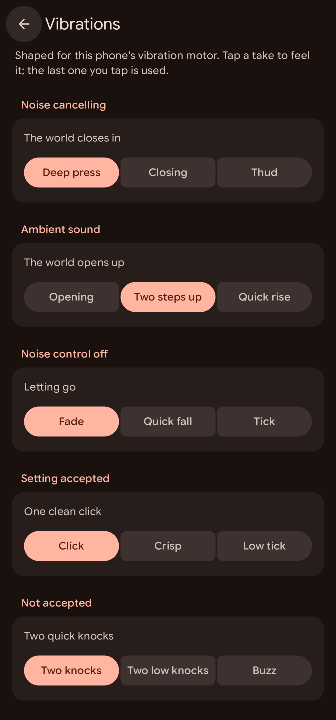 Vibrations
Shaped for this phone's vibration motor. Tap a take to feel
it; the last one you tap is used.
Noise cancelling
The world closes in
Deep press
Closing
Thud
Ambient sound
The world opens up
Opening
Two steps up
Quick rise
Noise control off
Letting go
Fade
Quick fall
Tick
Setting accepted
One clean click
Click
Crisp
Low tick
Not accepted
Two quick knocks
Two knocks
Two low knocks
Buzz